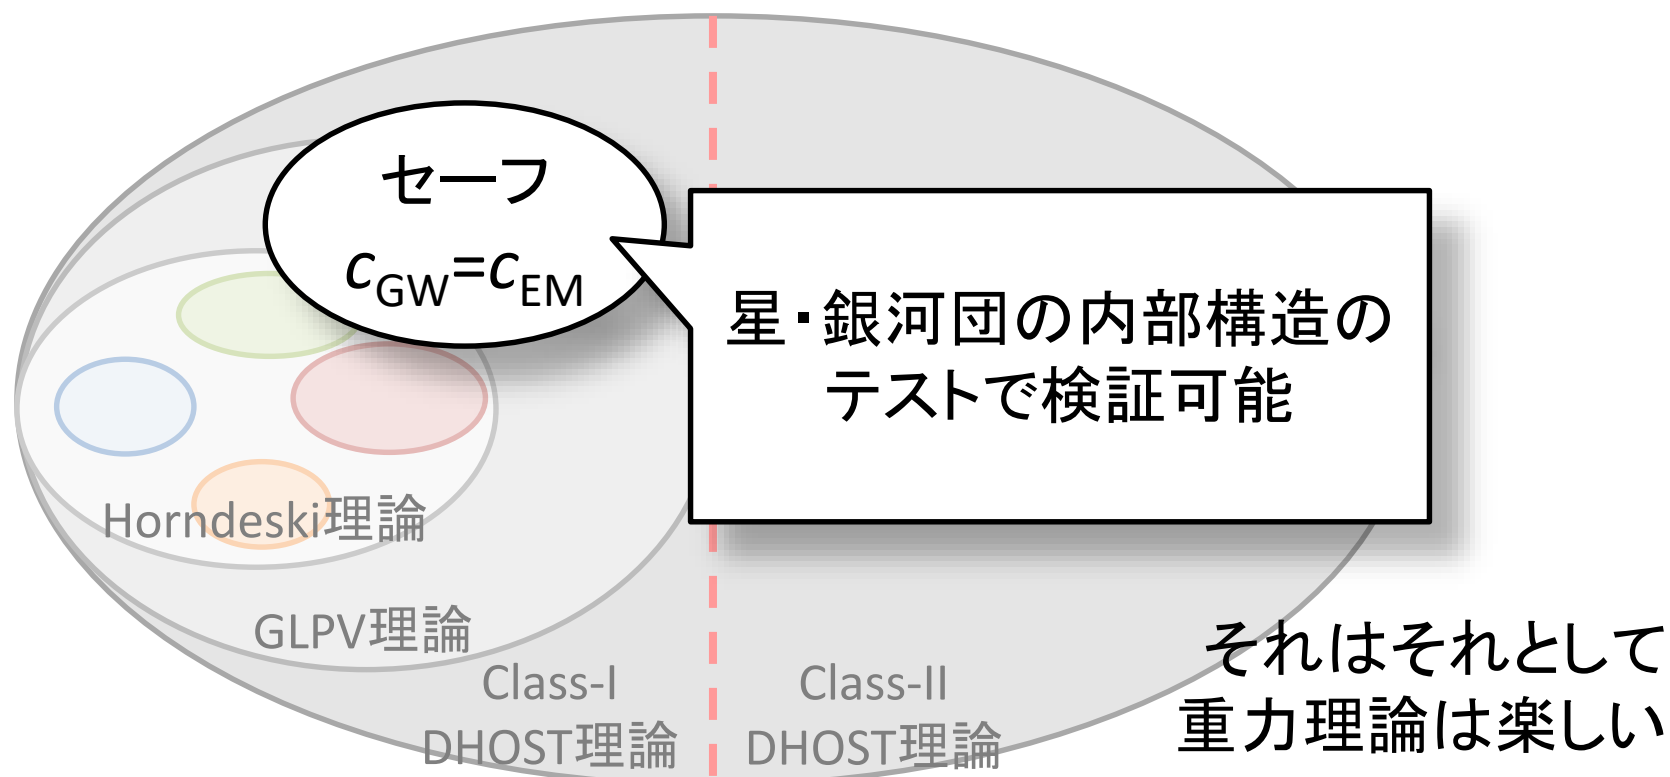 セーフ
cGW=cEM
星・銀河団の内部構造の
テストで検証可能
Horndeski理論
GLPV理論
Class-I
DHOST理論
Class-II
DHOST理論
それはそれとして
重力理論は楽しい